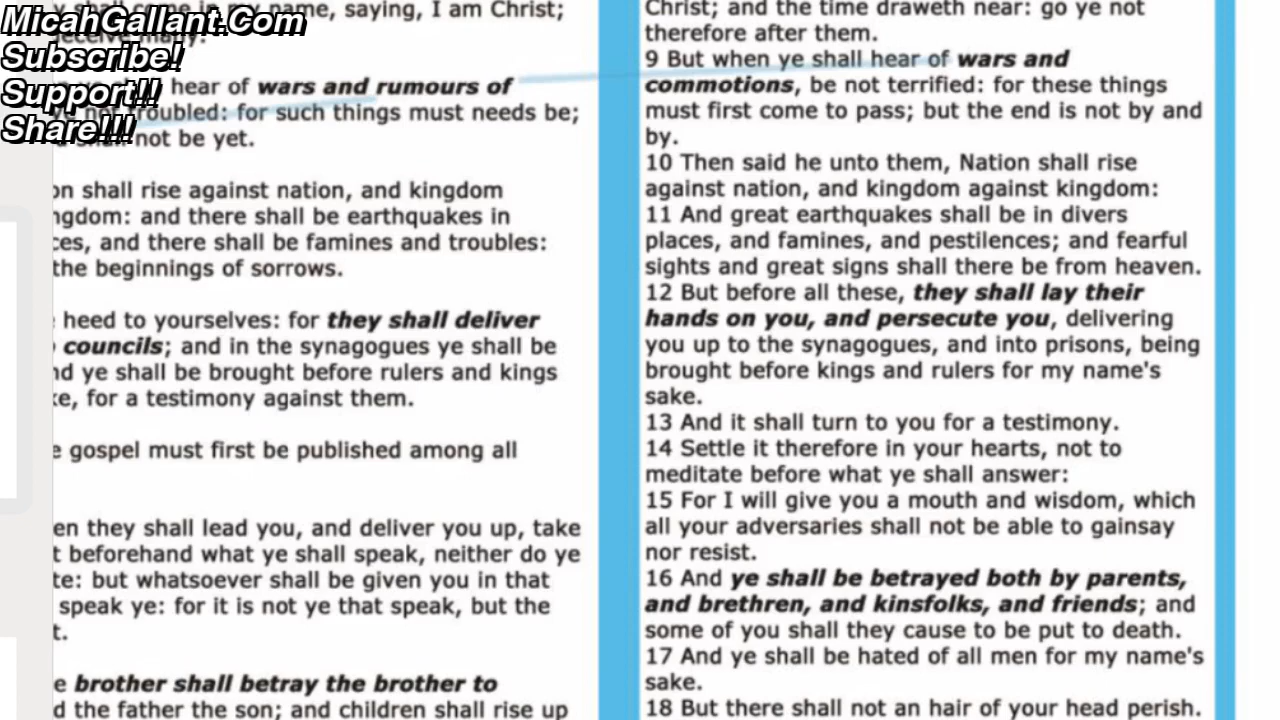 MicahGallant.Com
Subscribe!
Support!!
Share!!!
name, saying, I am Christ;
many.
hear of wars and rumours of
not troubled: for such things must needs be;
not be yet.
shall rise against nation, and kingdom
and there shall be earthquakes in
and there shall be famines and troubles:
the beginnings of sorrows.
heed to yourselves: for they shall deliver
councils; and in the synagogues ye shall be
ye shall be brought before rulers and kings
for a testimony against them.
gospel must first be published among all
they shall lead you, and deliver you up, take
beforehand what ye shall speak, neither do ye
but whatsoever shall be given you in that
speak ye: for it is not ye that speak, but the
brother shall betray the brother to
the father the son; and children shall rise up
Christ; and the time draweth near: go ye not
therefore after them.
9 But when ye shall hear of wars and
commotions, be not terrified: for these things
must first come to pass; but the end is not by and
by.
10 Then said he unto them, Nation shall rise
against nation, and kingdom against kingdom:
11 And great earthquakes shall be in divers
places, and famines, and pestilences; and fearful
sights and great signs shall there be from heaven.
12 But before all these, they shall lay their
hands on you, and persecute you, delivering
you up to the synagogues, and into prisons, being
brought before kings and rulers for my name's
sake.
13 And it shall turn to you for a testimony.
14 Settle it therefore in your hearts, not to
meditate before what ye shall answer:
15 For I will give you a mouth and wisdom, which
all your adversaries shall not be able to gainsay
nor resist.
16 And ye shall be betrayed both by parents,
and brethren, and kinsfolks, and friends; and
some of you shall they cause to be put to death.
17 And ye shall be hated of all men for my name's
sake.
18 But there shall not an hair of your head perish.